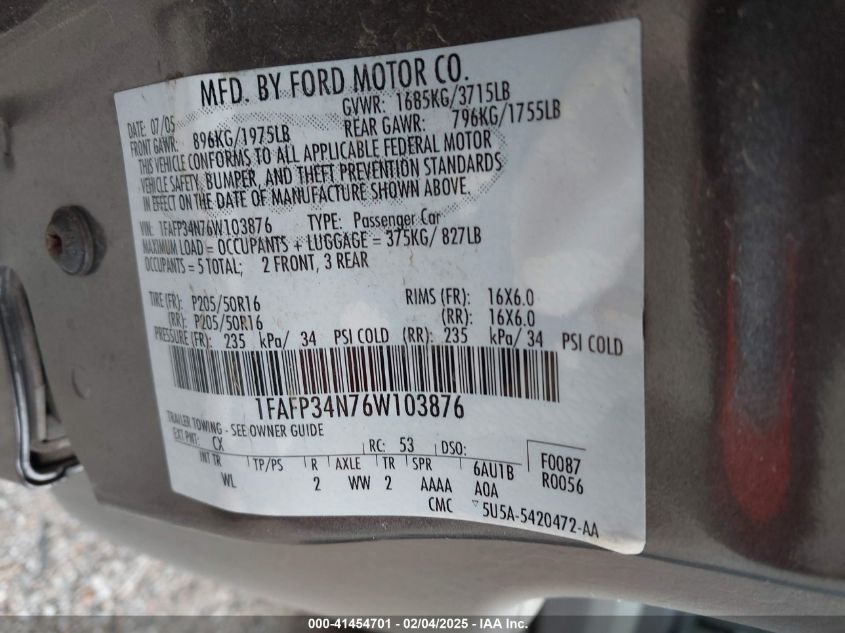 MFD. BY FORD MOTOR CO.
DATE: 07/05 GVWR: 1685KG/3715LB
FRONT GAWR: 896KG/1975LB REAR GAWR: 796KG/1755LB
THIS VEHICLE CONFORMS TO ALL APPLICABLE FEDERAL MOTOR
VEHICLE SAFETY, BUMPER, AND THEFT PREVENTION STANDARDS
IN EFFECT ON THE DATE OF MANUFACTURE SHOWN ABOVE.
VIN: 1FAFP34N76W103876 TYPE: Passenger Car
MAXIMUM LOAD = OCCUPANTS + LUGGAGE = 375KG/ 827LB
OCCUPANTS = 5 TOTAL; 2 FRONT, 3 REAR
TIRE (FR): P205/50R16 RIMS (FR): 16X6.0
(RR): P205/50R16 (RR): 16X6.0
PRESSURE (FR): 235 kPa/ 34 PSI COLD (RR): 235 kPa/ 34 PSI COLD
1FAFP34N76W103876
TRAILER TOWING - SEE OWNER GUIDE
EXT PNT: CX RC: 53 DSO: F0087
INT TR TP/PS R AXLE TR SPR 6AU1B R0056
WL 2 WW 2 AAAA A0A
CMC 5U5A-5420472-AA
000-41454701 - 02/04/2025 - IAA Inc.